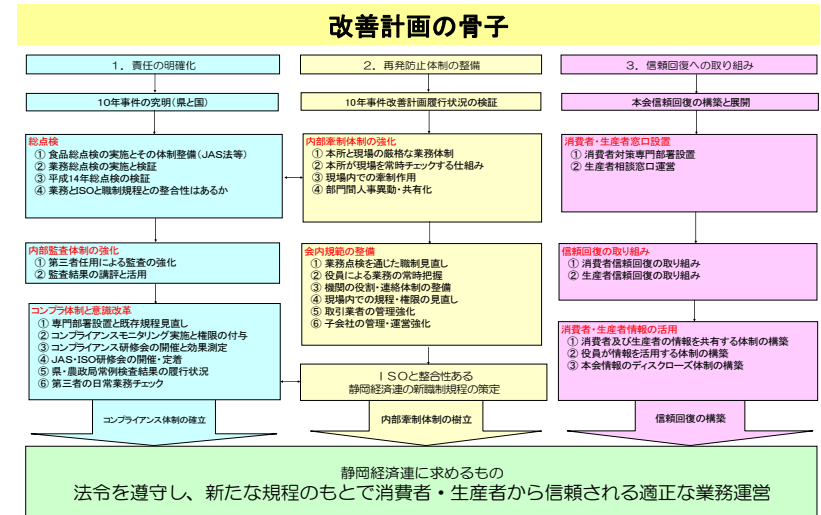 改善計画の骨子
1．責任の明確化
10年事件の究明(県と国)
総点検
① 食品総点検の実施とその体制整備(JAS法等)
② 業務総点検の実施と検証
③ 平成14年総点検の検証
④ 業務とISOと職制規程との整合性はあるか
内部監査体制の強化
① 第三者任用による監査の強化
② 監査結果の講評と活用
コンプラ体制と意識改革
① 専門部署設置と既存規程見直し
② コンプライアンスモニタリング実施と権限の付与
③ コンプライアンス研修会の開催と効果測定
④ JAS・ISO研修会の開催・定着
⑤ 県・農政局常例検査結果の履行状況
⑥ 第三者の日常業務チェック
コンプライアンス体制の確立
2．再発防止体制の整備
10年事件改善計画履行状況の検証
内部牽制体制の強化
① 本所と現場の厳格な業務体制
② 本所が現場を常時チェックする仕組み
③ 現場内での牽制作用
④ 部門間人事異動・共有化
会内規範の整備
① 業務点検を通じた職制見直し
② 役員による業務の常時把握
③ 機関の役割・連絡体制の整備
④ 現場内での規程・権限の見直し
⑤ 取引業者の管理強化
⑥ 子会社の管理・運営強化
ISOと整合性ある
静岡経済連の新職制規程の策定
内部牽制体制の樹立
3．信頼回復への取り組み
本会信頼回復の構築と展開
消費者・生産者窓口設置
① 消費者対策専門部署設置
② 生産者相談窓口運営
信頼回復の取り組み
① 消費者信頼回復の取り組み
② 生産者信頼回復の取り組み
消費者・生産者情報の活用
① 消費者及び生産者の情報を共有する体制の構築
② 役員が情報を活用する体制の構築
③ 本会情報のディスクローズ体制の構築
信頼回復の構築
静岡経済連に求めるもの
法令を遵守し、新たな規程のもとで消費者・生産者から信頼される適正な業務運営